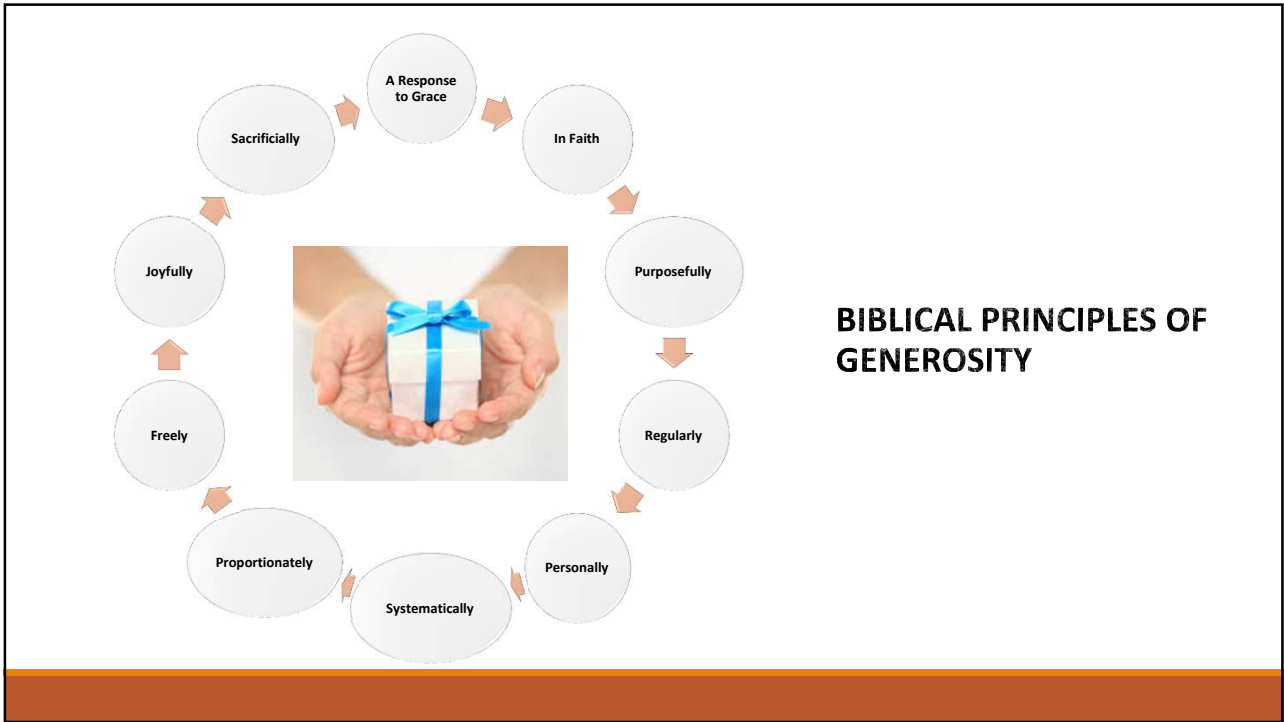 A Response
to Grace
In Faith
Purposefully
Regularly
Personally
Systematically
Proportionately
Freely
Joyfully
Sacrificially
BIBLICAL PRINCIPLES OF
GENEROSITY